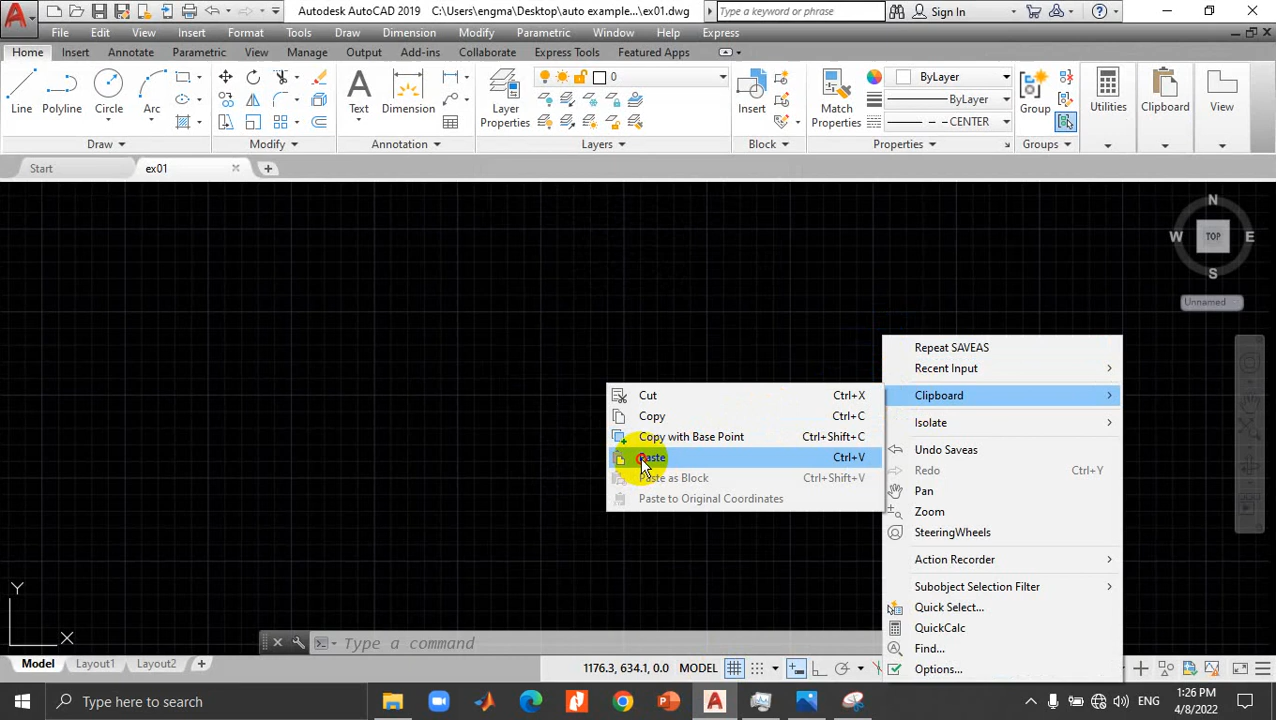 Autodesk AutoCAD 2019 C:\Users\engma\Desktop\auto example...\ex01.dwg Type a keyword or phrase Sign In
File Edit View Insert Format Tools Draw Dimension Modify Parametric Window Help Express
Home Insert Annotate Parametric View Manage Output Add-ins Collaborate Express Tools Featured Apps
Line Polyline Circle Arc Text Dimension Layer Properties 0 Insert Match Properties ByLayer Group Utilities Clipboard View
ByLayer
CENTER
Draw Modify Annotation Layers Block Properties Groups
Start ex01
N
W TOP E
S
Unnamed
Repeat SAVEAS
Recent Input
Clipboard
Isolate
Undo Saveas
Redo Ctrl+Y
Pan
Zoom
SteeringWheels
Action Recorder
Subobject Selection Filter
Quick Select...
QuickCalc
Find...
Options...
Cut Ctrl+X
Copy Ctrl+C
Copy with Base Point Ctrl+Shift+C
Paste Ctrl+V
Paste as Block Ctrl+Shift+V
Paste to Original Coordinates
Y
X
Type a command
Model Layout1 Layout2 1176.3, 634.1, 0.0 MODEL
Type here to search
ENG
1:26 PM
4/8/2022